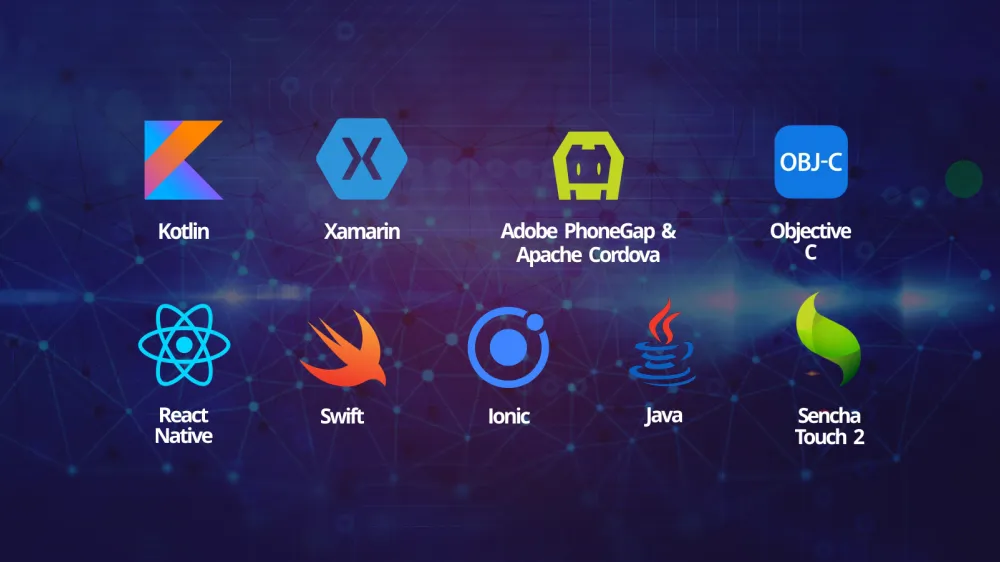 OBJ-C
Kotlin
Xamarin
Adobe PhoneGap &
Apache Cordova
Objective
C
React
Native
Swift
Ionic
Java
Sencha
Touch 2